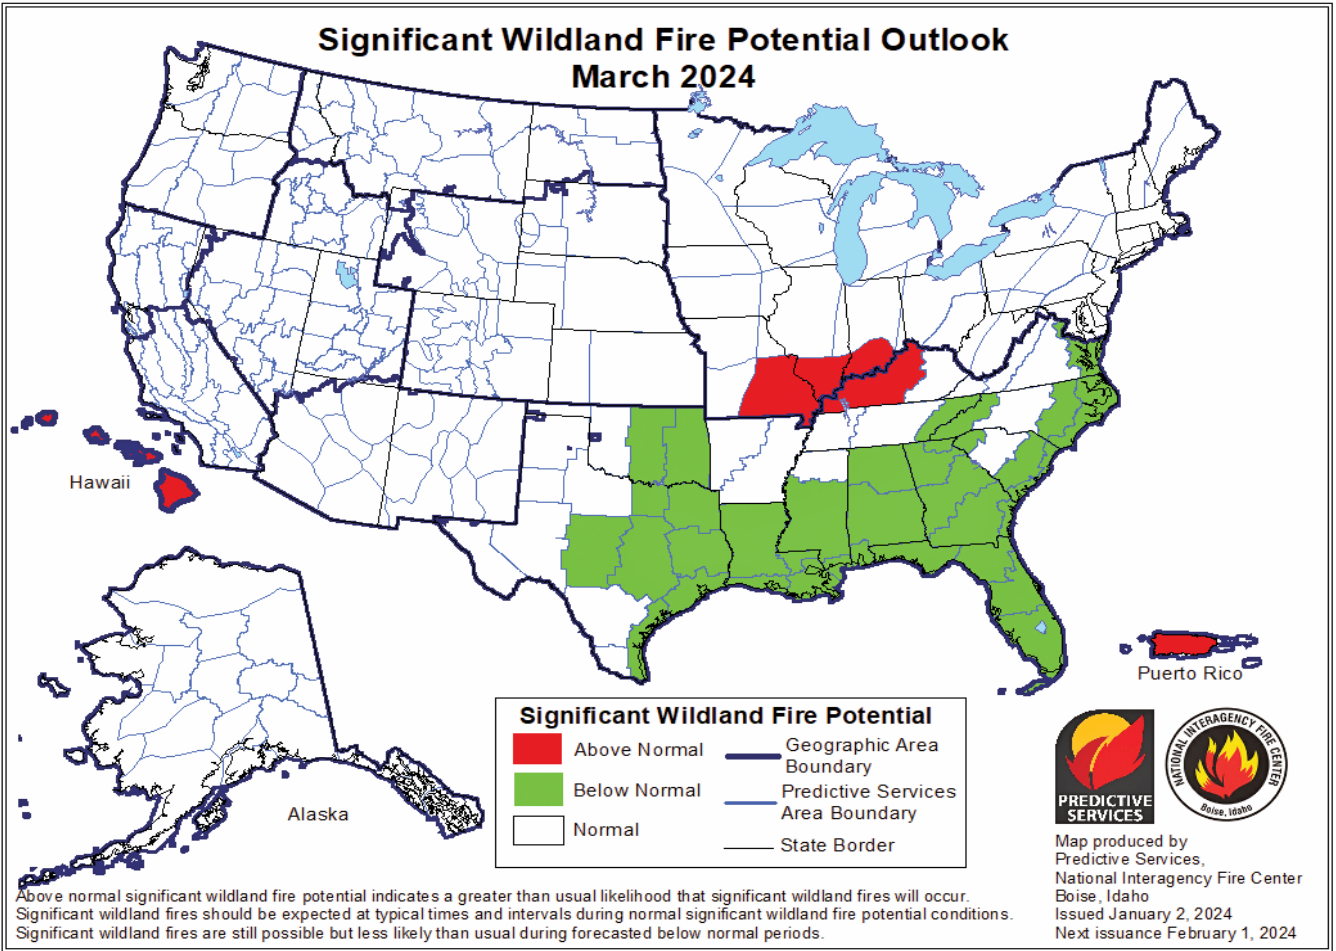 Significant Wildland Fire Potential Outlook
March 2024
Hawaii
Alaska
Puerto Rico
Significant Wildland Fire Potential
Above Normal
Below Normal
Normal
Geographic Area
Boundary
Predictive Services
Area Boundary
State Border
PREDICTIVE
SERVICES
NATIONAL INTERAGENCY FIRE CENTER
Boise, Idaho
Map produced by
Predictive Services,
National Interagency Fire Center
Boise, Idaho
Issued January 2, 2024
Next issuance February 1, 2024
Above normal significant wildland fire potential indicates a greater than usual likelihood that significant wildland fires will occur.
Significant wildland fires should be expected at typical times and intervals during normal significant wildland fire potential conditions.
Significant wildland fires are still possible but less likely than usual during forecasted below normal periods.